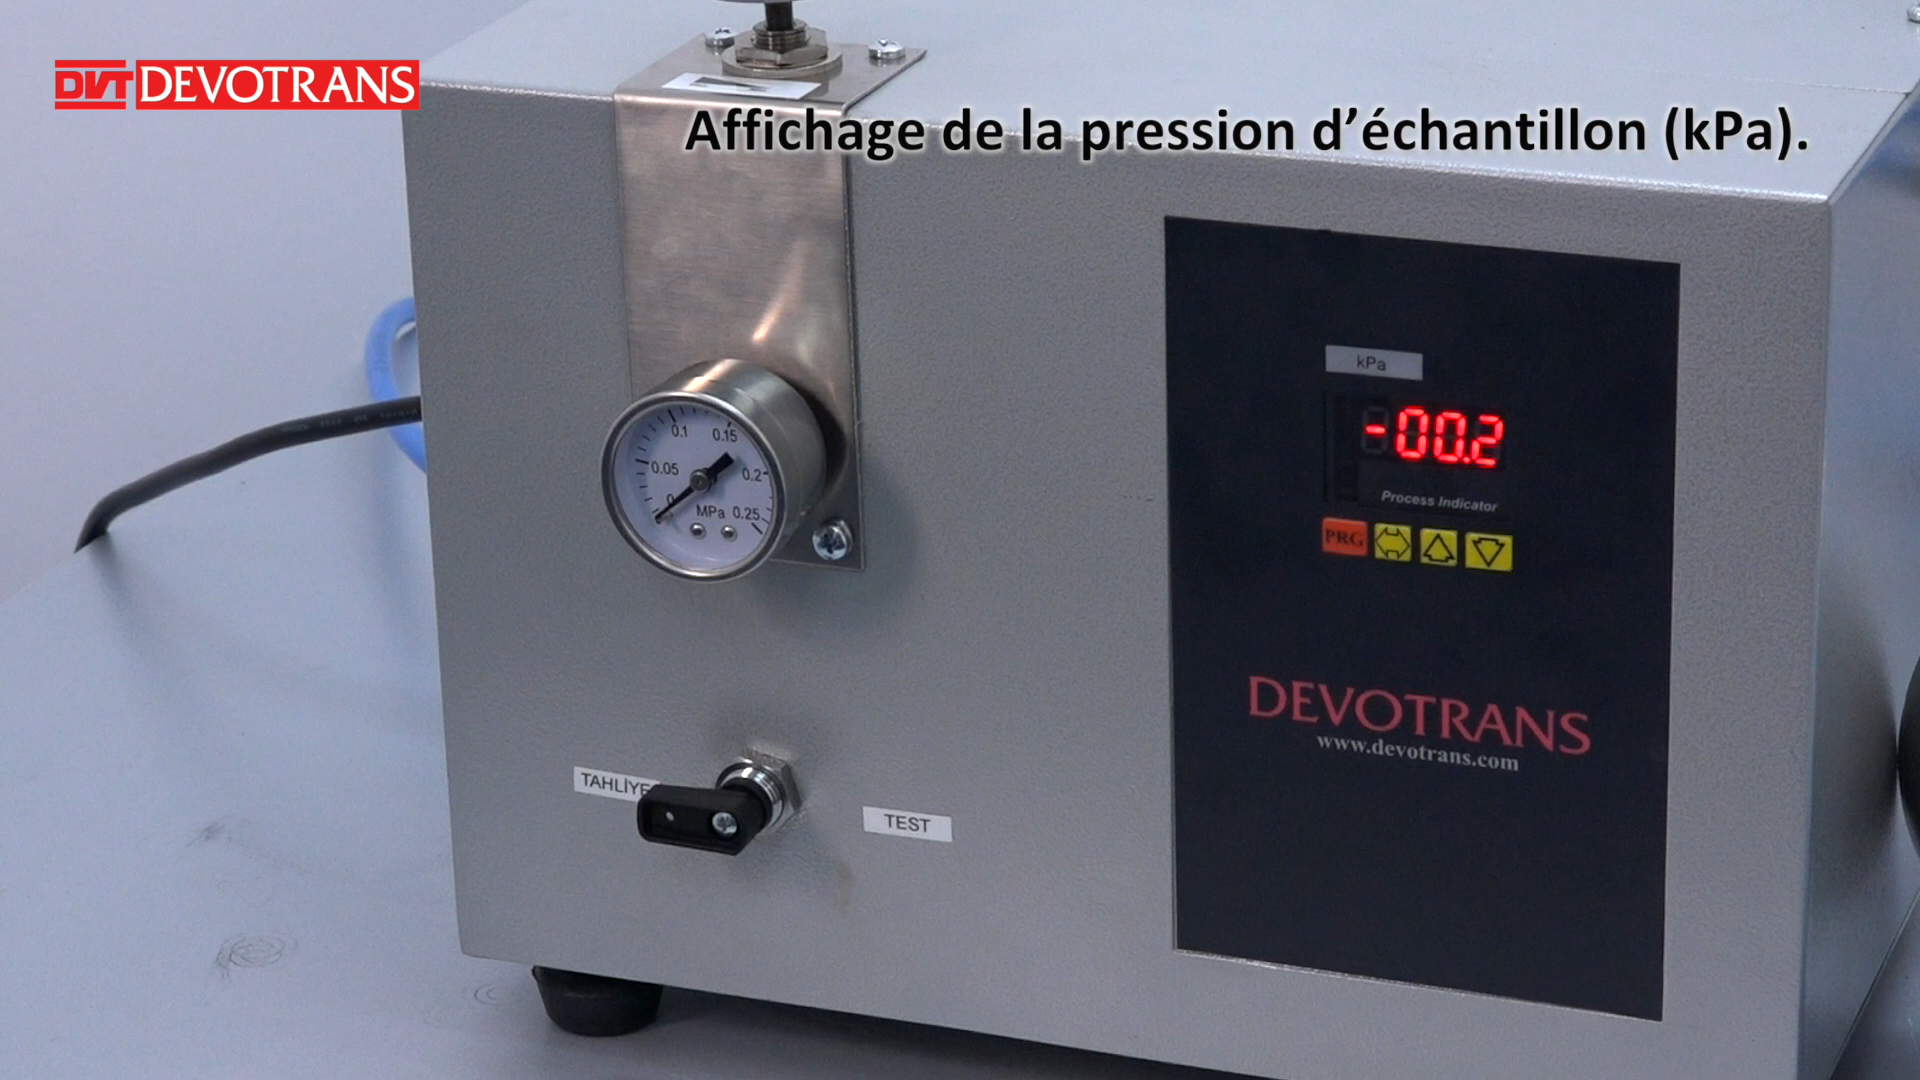 DVT DEVOTRANS
Affichage de la pression d’échantillon (kPa).
kPa
-00.2
Process Indicator
PRG
0.1
0.15
0.05
0.2
0
MPa
0.25
DEVOTRANS
www.devotrans.com
TAHLİYE
TEST